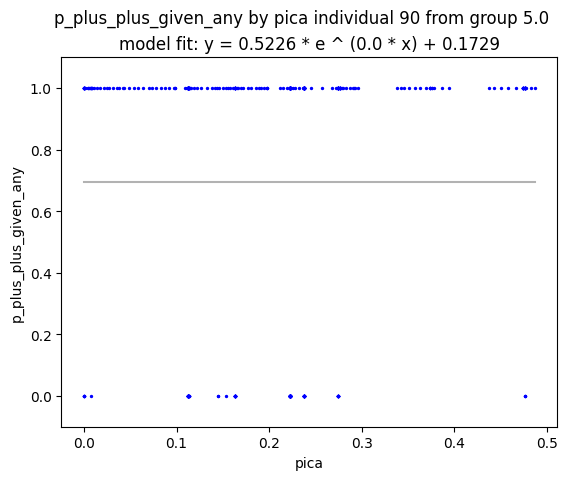 p_plus_plus_given_any by pica individual 90 from group 5.0
model fit: y = 0.5226 * e ^ (0.0 * x) + 0.1729
1.0
0.8
0.6
0.4
0.2
0.0
p_plus_plus_given_any
0.0 0.1 0.2 0.3 0.4 0.5
pica